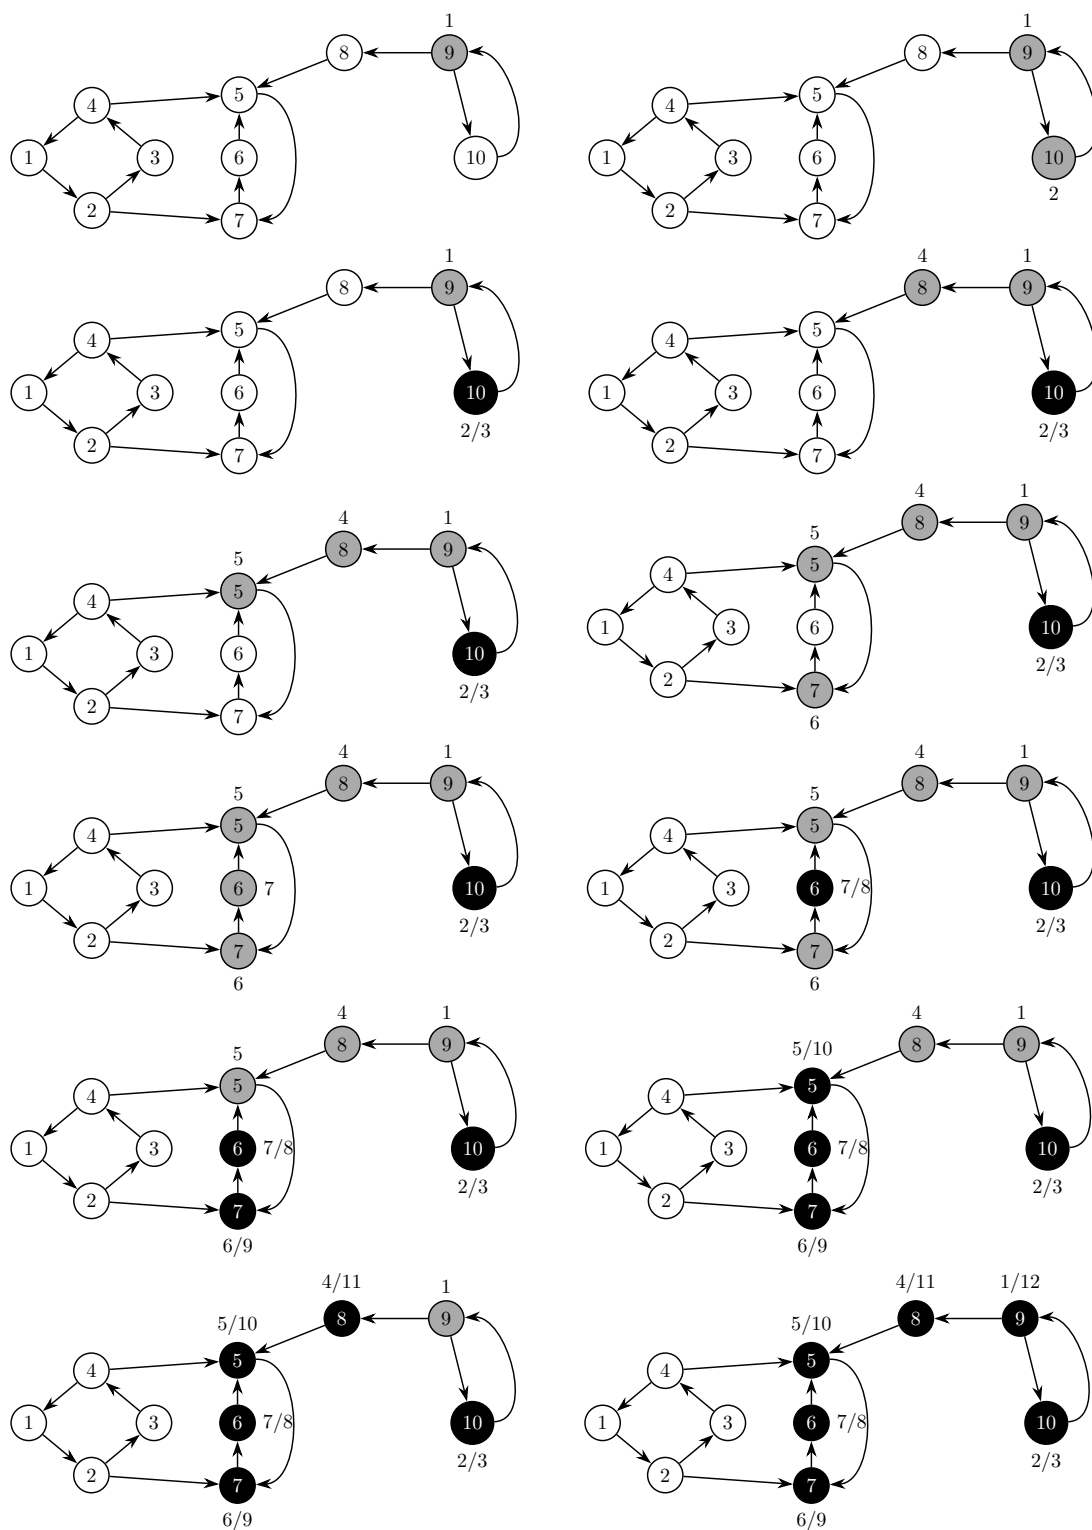 1 1
8 9 8 9
4 5 4 5
1 3 6 10 1 3 6 10
2 7 2 7 2
1 4 1
8 9 8 9
4 5 4 5
1 3 6 10 1 3 6 10
2 7 2/3 2 7 2/3
4 1 4 1
5 8 9 5 8 9
4 5 4 5
1 3 6 10 1 3 6 10
2 7 2/3 2 7 2/3
6
4 1 4 1
5 8 9 5 8 9
4 5 4 5
1 3 6 7 10 1 3 6 7/8 10
2 7 2/3 2 7 2/3
6 6
4 1 4 1
5 8 9 5/10 8 9
4 5 4 5
1 3 6 7/8 10 1 3 6 7/8 10
2 7 2/3 2 7 2/3
6/9 6/9
4/11 1 4/11 1/12
5/10 8 9 5/10 8 9
4 5 4 5
1 3 6 7/8 10 1 3 6 7/8 10
2 7 2/3 2 7 2/3
6/9 6/9